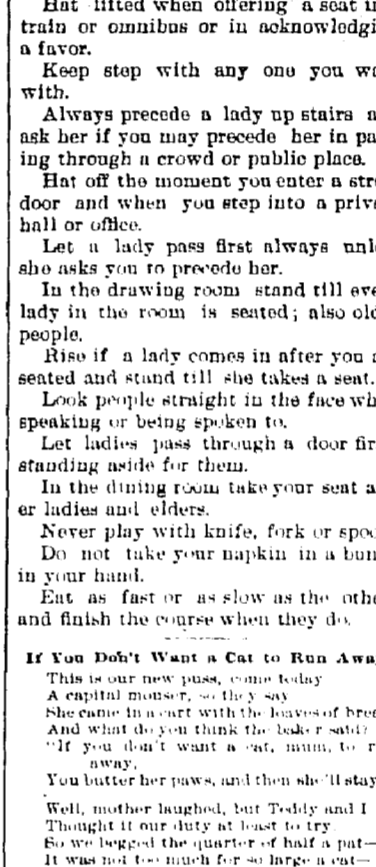 Hat lifted when offering a seat in
train or omnibus or in acknowledgi
a favor.
Keep step with any one you wa
with.
Always precede a lady up stairs a
ask her if you may precede her in pa
ing through a crowd or public place.
Hat off the moment you enter a stre
door and when you step into a priva
hall or office.
Let a lady pass first always unl
she asks you to precede her.
In the drawing room stand till eve
lady in the room is seated; also old
people.
Rise if a lady comes in after you a
seated and stand till she takes a seat.
Look people straight in the face wh
speaking or being spoken to.
Let ladies pass through a door fir
standing aside for them.
In the dining room take your seat a
er ladies and elders.
Never play with knife, fork or spoo
Do not take your napkin in a bun
in your hand.
Eat as fast or as slow as the othe
and finish the course when they do.
If You Don't Want a Cat to Run Awa
This is our new puss, come today
A capital mouser, so they say
She came in a cart with the loaves of bre
And what do you think the baker said?
"If you don't want a cat, mum, to r
away,
You butter her paws, and then she'll stay
Well, mother laughed, but Teddy and I
Thought it our duty at least to try
So we begged the quarter of half a pat—
It was not too much for so large a cat—